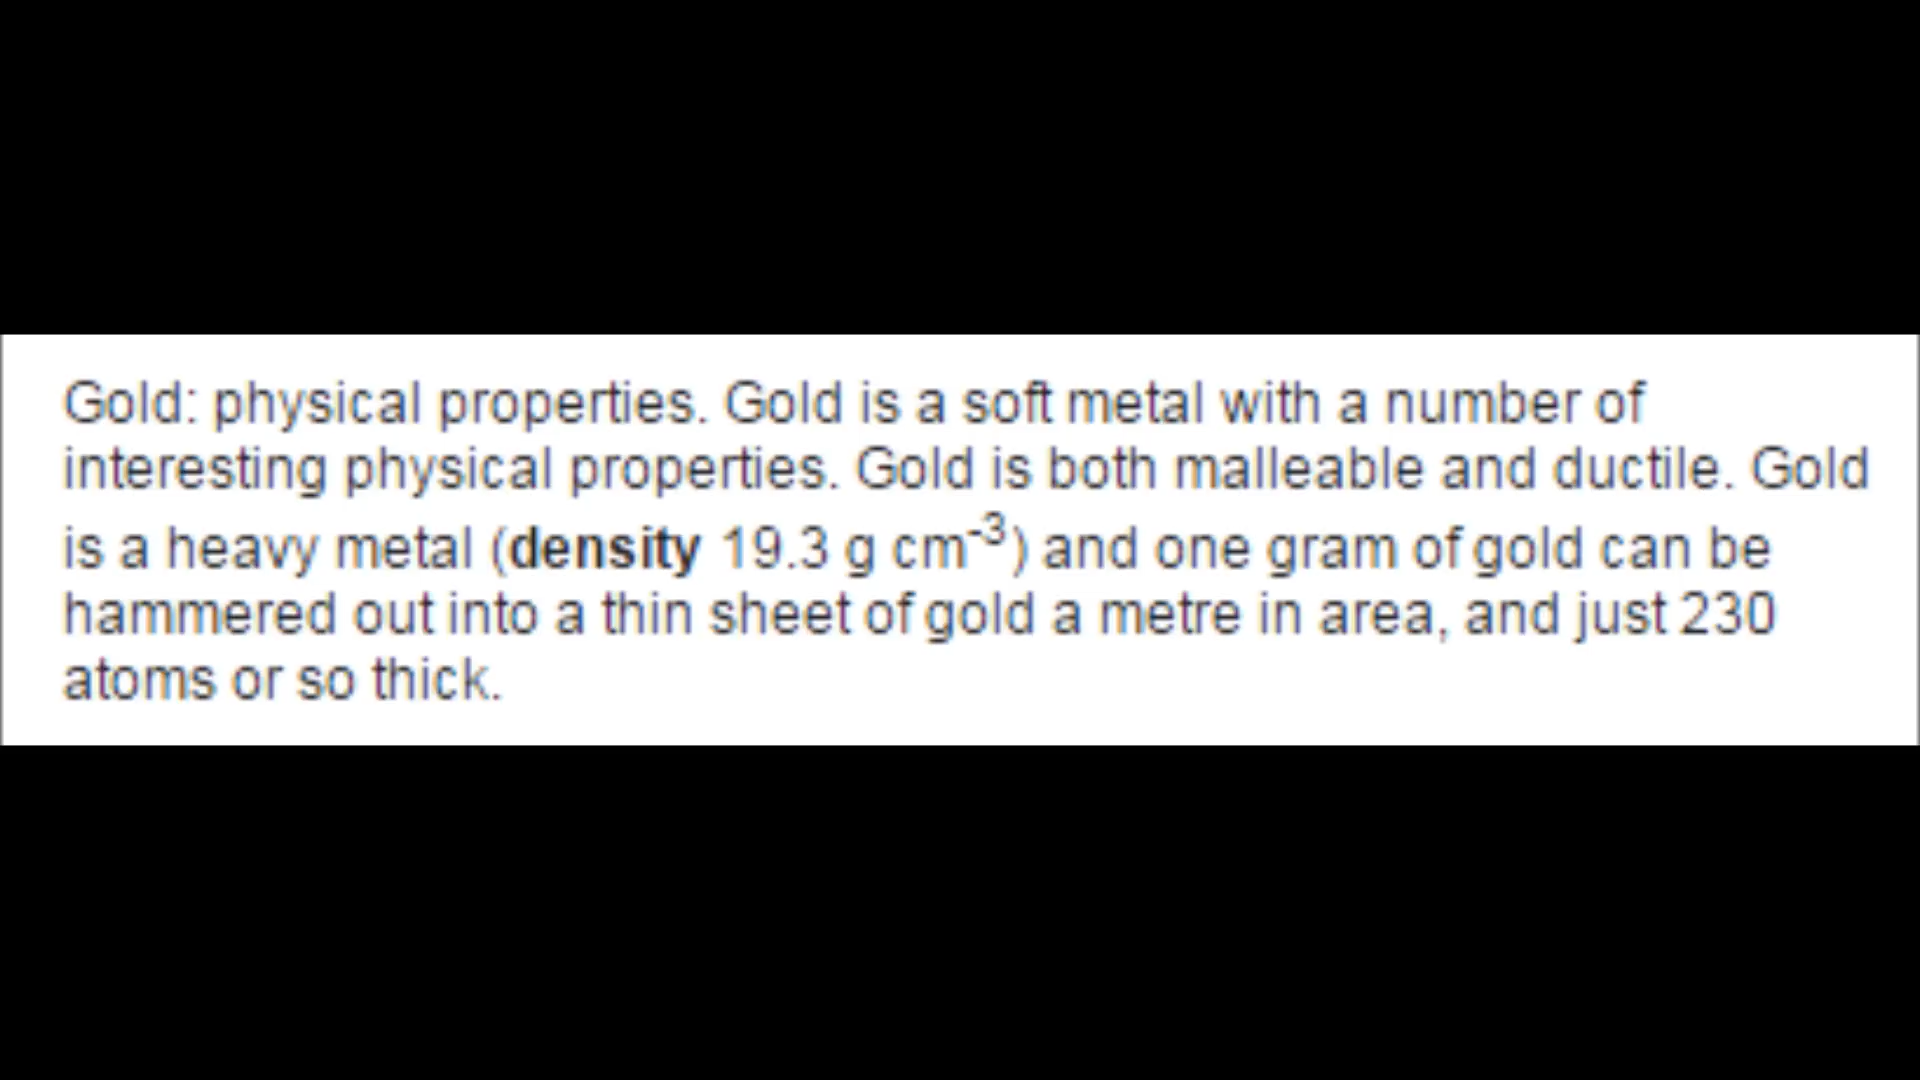 Gold: physical properties. Gold is a soft metal with a number of
interesting physical properties. Gold is both malleable and ductile. Gold
is a heavy metal (density 19.3 g cm⁻³) and one gram of gold can be
hammered out into a thin sheet of gold a metre in area, and just 230
atoms or so thick.